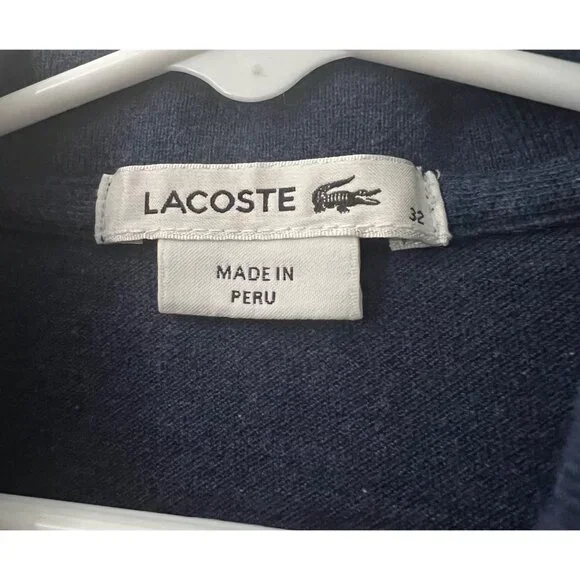 LACOSTE
32
MADE IN
PERU